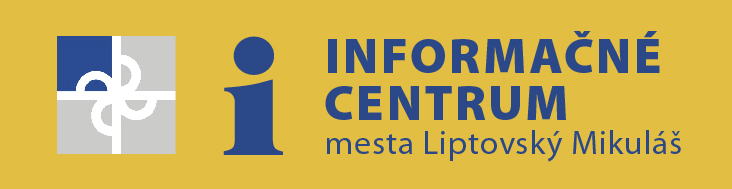 i INFORMAČNÉ
CENTRUM
mesta Liptovský Mikuláš